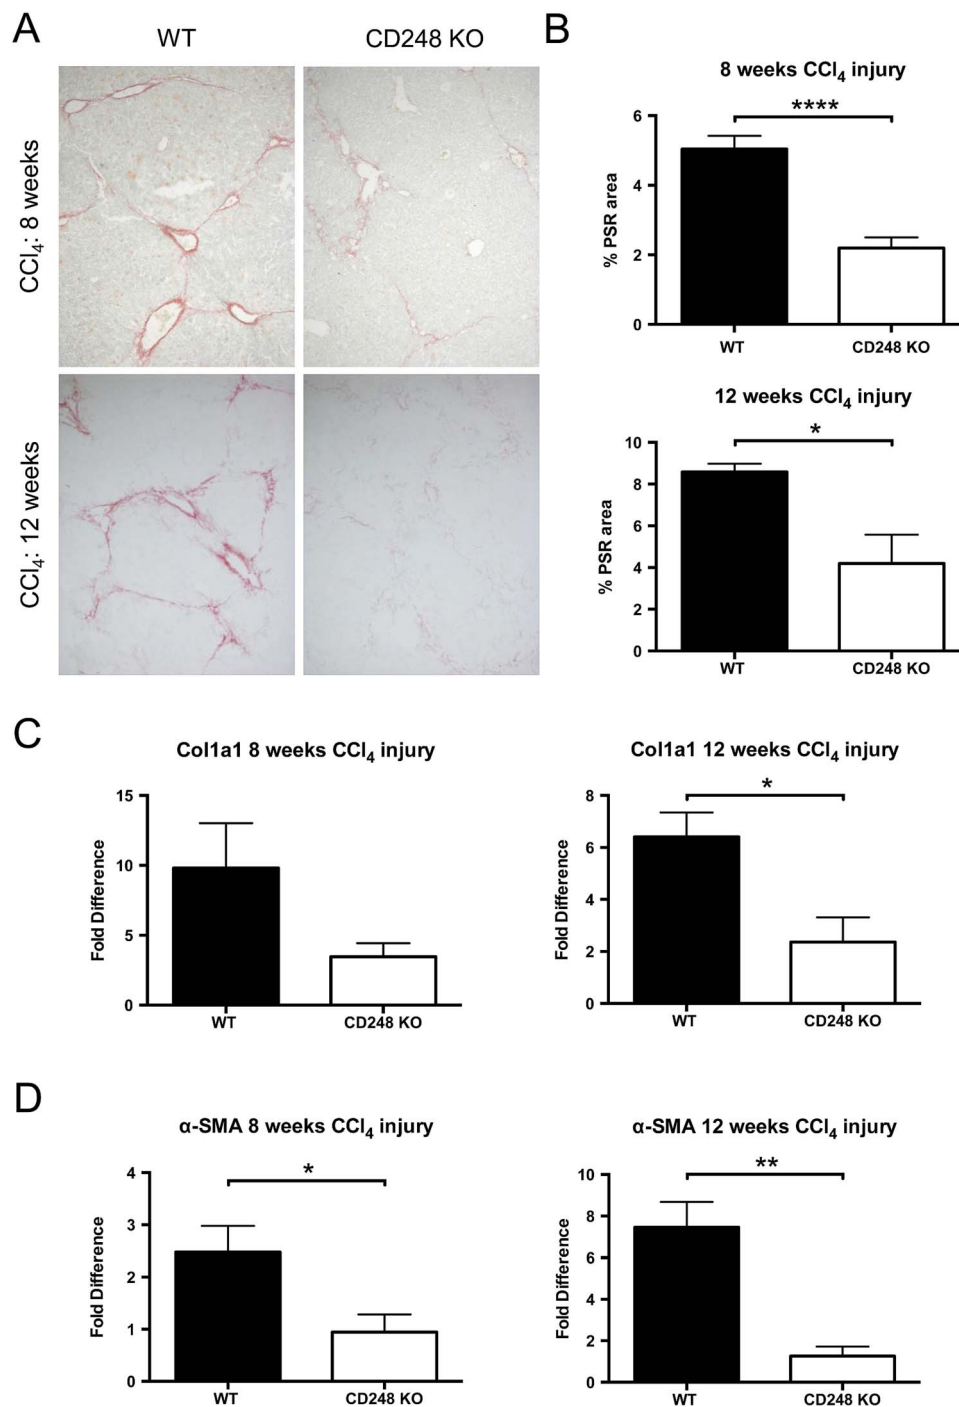 A
WT
CD248 KO
CCl₄: 8 weeks
CCl₄: 12 weeks
B
8 weeks CCl₄ injury
****
% PSR area
6
4
2
0
WT
CD248 KO
12 weeks CCl₄ injury
*
% PSR area
10
8
6
4
2
0
WT
CD248 KO
C
Col1a1 8 weeks CCl₄ injury
Fold Difference
15
10
5
0
WT
CD248 KO
Col1a1 12 weeks CCl₄ injury
*
Fold Difference
8
6
4
2
0
WT
CD248 KO
D
α-SMA 8 weeks CCl₄ injury
*
Fold Difference
4
3
2
1
0
WT
CD248 KO
α-SMA 12 weeks CCl₄ injury
**
Fold Difference
10
8
6
4
2
0
WT
CD248 KO